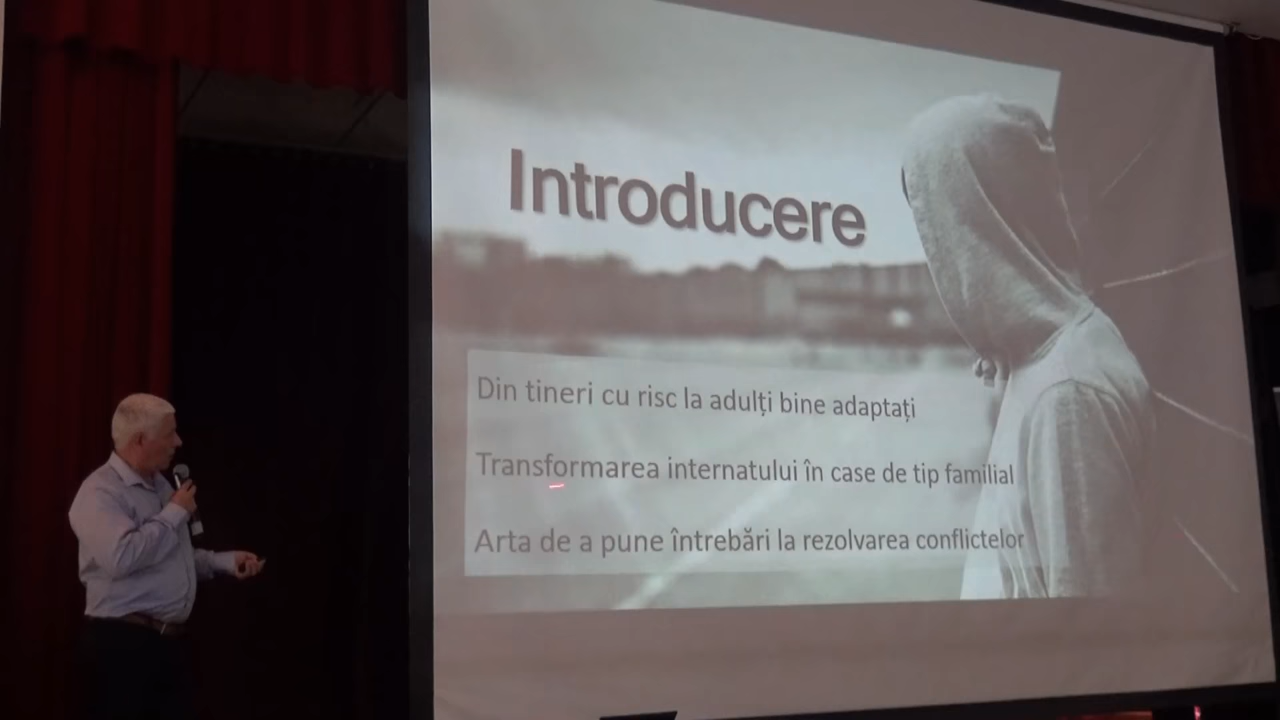 Introducere
Din tineri cu risc la adulți bine adaptați
Transformarea internatului în case de tip familial
Arta de a pune întrebări la rezolvarea conflictelor